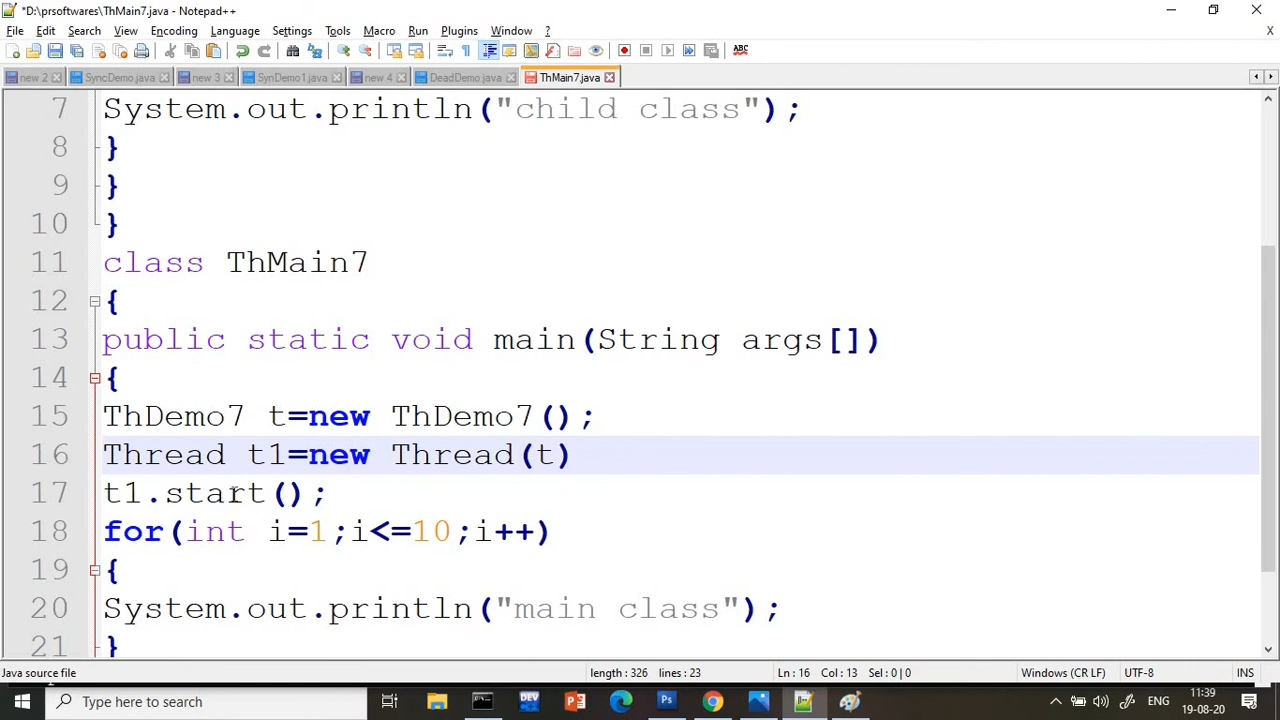 *D:\prsoftwares\ThMain7.java - Notepad++
File Edit Search View Encoding Language Settings Tools Macro Run Plugins Window ? X
new 2 SyncDemo.java new 3 SynDemo1.java new 4 DeadDemo.java ThMain7.java
7 System.out.println("child class");
8 }
9 }
10 }
11 class ThMain7
12 {
13 public static void main(String args[])
14 {
15 ThDemo7 t=new ThDemo7();
16 Thread t1=new Thread(t)
17 t1.start();
18 for(int i=1;i<=10;i++)
19 {
20 System.out.println("main class");
21 }
Java source file length : 326 lines : 23 Ln : 16 Col : 13 Sel : 0 | 0 Windows (CR LF) UTF-8 INS
Type here to search
ENG
11:39
19-08-20